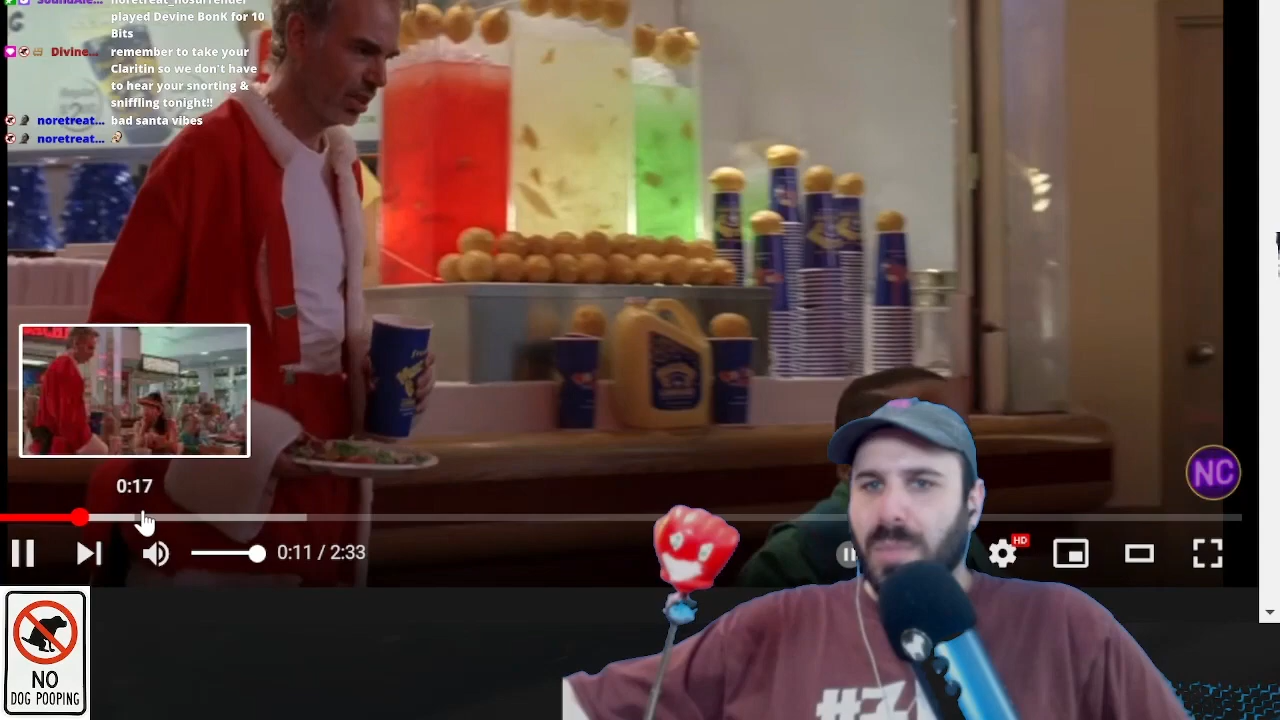 SoundAle... noretreat_nosurrender
played Devine BonK for 10
Bits
Divine... remember to take your
Claritin so we don't have
to hear your snorting &
sniffling tonight!!
noretreat... bad santa vibes
noretreat...
0:17
NC
0:11 / 2:33
HD
NO
DOG POOPING